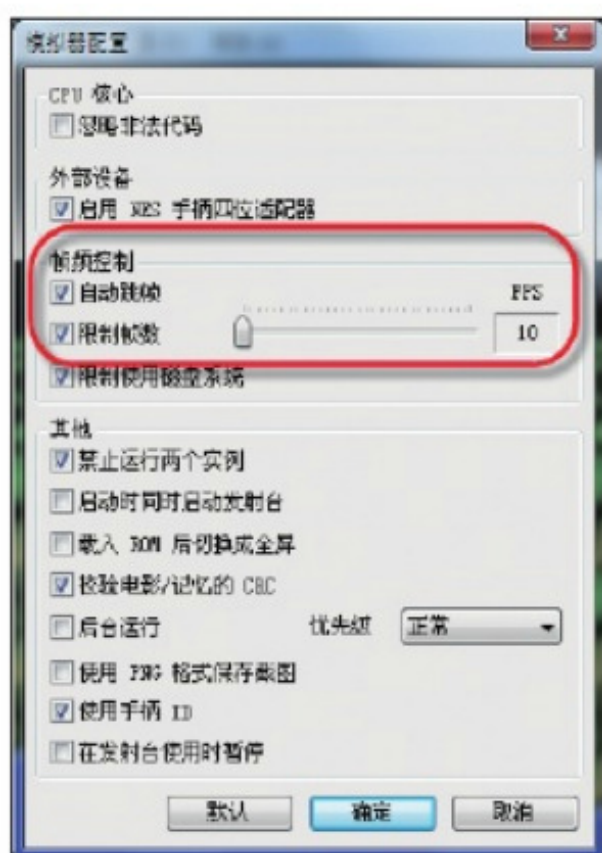 模拟器配置
CPU 核心
忽略非法代码
外部设备
启用 NES 手柄四位适配器
帧频控制
自动跳帧 FPS
限制帧数 10
限制使用磁盘系统
其他
禁止运行两个实例
启动时同时启动发射台
载入 ROM 后切换成全屏
校验电影/记忆的 CRC
后台运行 优先级 正常
使用 PNG 格式保存截图
使用手柄 ID
在发射台使用时暂停
默认 确定 取消